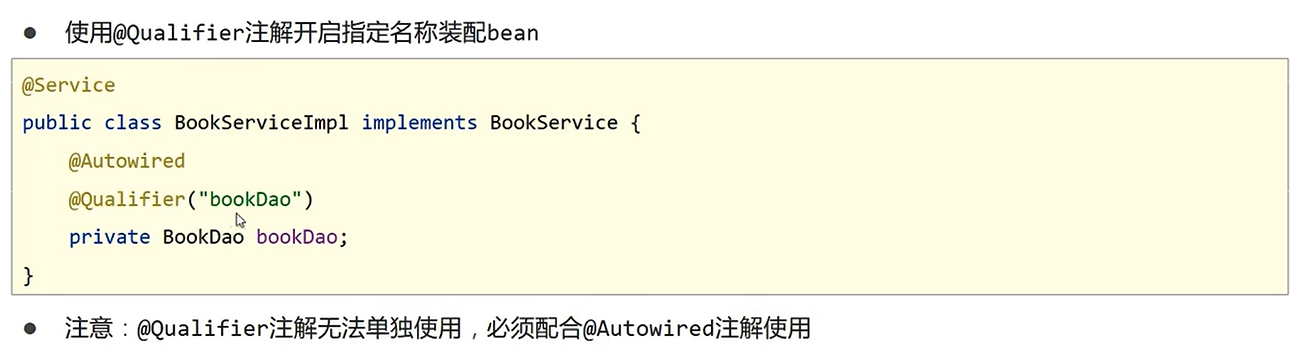 ● 使用@Qualifier注解开启指定名称装配bean
@Service
public class BookServiceImpl implements BookService {
    @Autowired
    @Qualifier("bookDao")
    private BookDao bookDao;
}
● 注意：@Qualifier注解无法单独使用，必须配合@Autowired注解使用